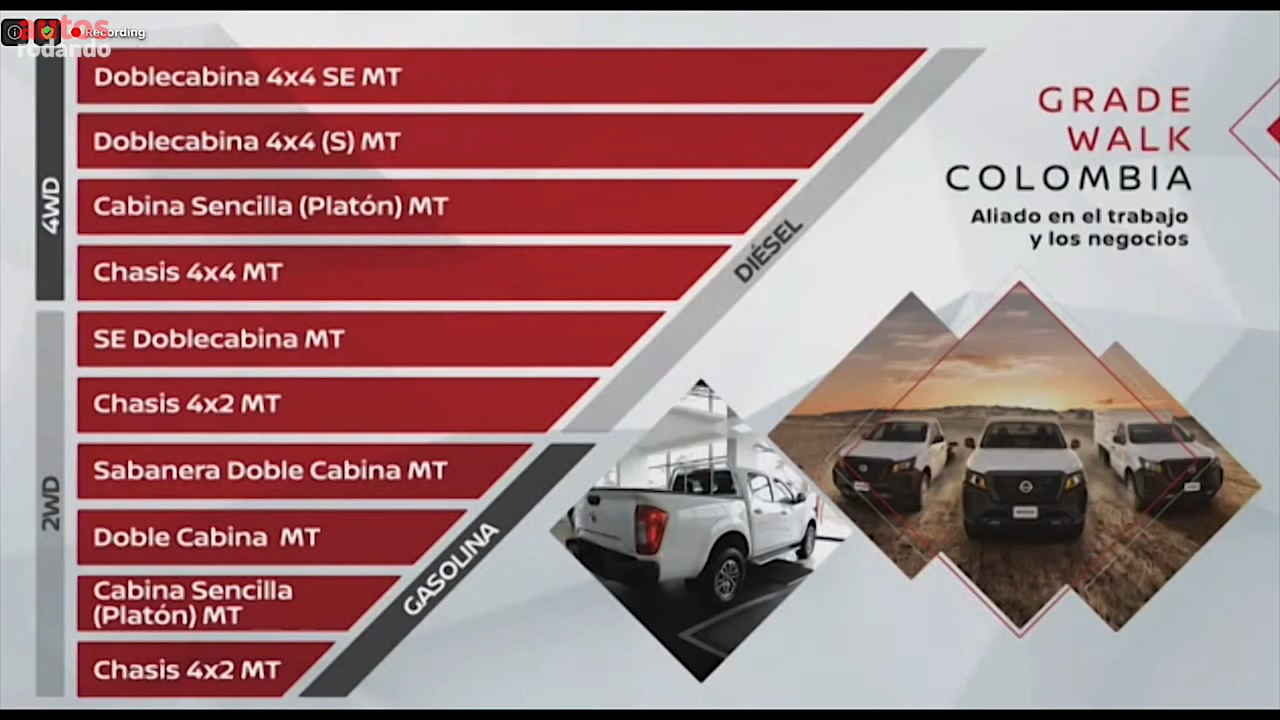 autos
rodando
Recording
4WD
Doblecabina 4x4 SE MT
Doblecabina 4x4 (S) MT
Cabina Sencilla (Platón) MT
Chasis 4x4 MT
2WD
SE Doblecabina MT
Chasis 4x2 MT
Sabanera Doble Cabina MT
Doble Cabina MT
Cabina Sencilla
(Platón) MT
Chasis 4x2 MT
DIÉSEL
GASOLINA
GRADE
WALK
COLOMBIA
Aliado en el trabajo
y los negocios